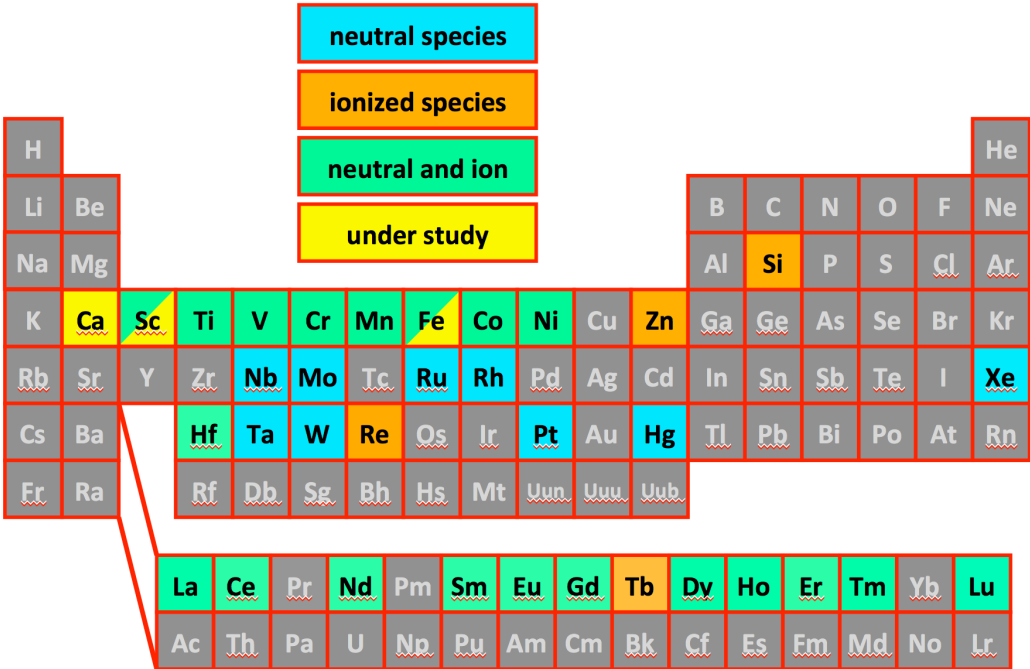 neutral species
ionized species
neutral and ion
under study
H He
Li Be B C N O F Ne
Na Mg Al Si P S Cl Ar
K Ca Sc Ti V Cr Mn Fe Co Ni Cu Zn Ga Ge As Se Br Kr
Rb Sr Y Zr Nb Mo Tc Ru Rh Pd Ag Cd In Sn Sb Te I Xe
Cs Ba Hf Ta W Re Os Ir Pt Au Hg Tl Pb Bi Po At Rn
Fr Ra Rf Db Sg Bh Hs Mt Uun Uuu Uub
La Ce Pr Nd Pm Sm Eu Gd Tb Dy Ho Er Tm Yb Lu
Ac Th Pa U Np Pu Am Cm Bk Cf Es Fm Md No Lr